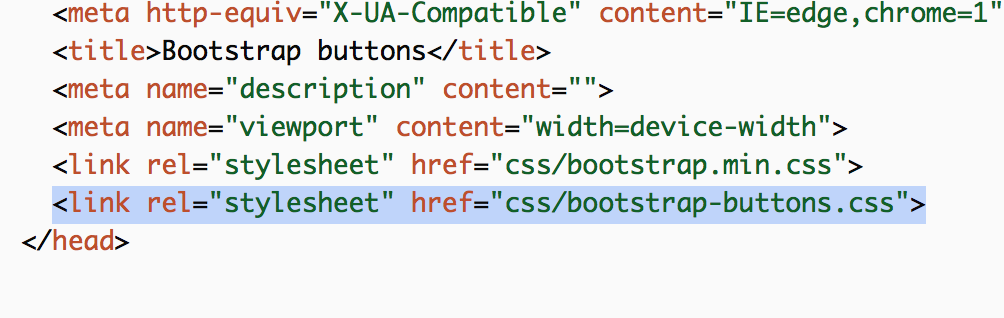 <meta http-equiv="X-UA-Compatible" content="IE=edge,chrome=1"
<title>Bootstrap buttons</title>
<meta name="description" content="">
<meta name="viewport" content="width=device-width">
<link rel="stylesheet" href="css/bootstrap.min.css">
<link rel="stylesheet" href="css/bootstrap-buttons.css">
</head>